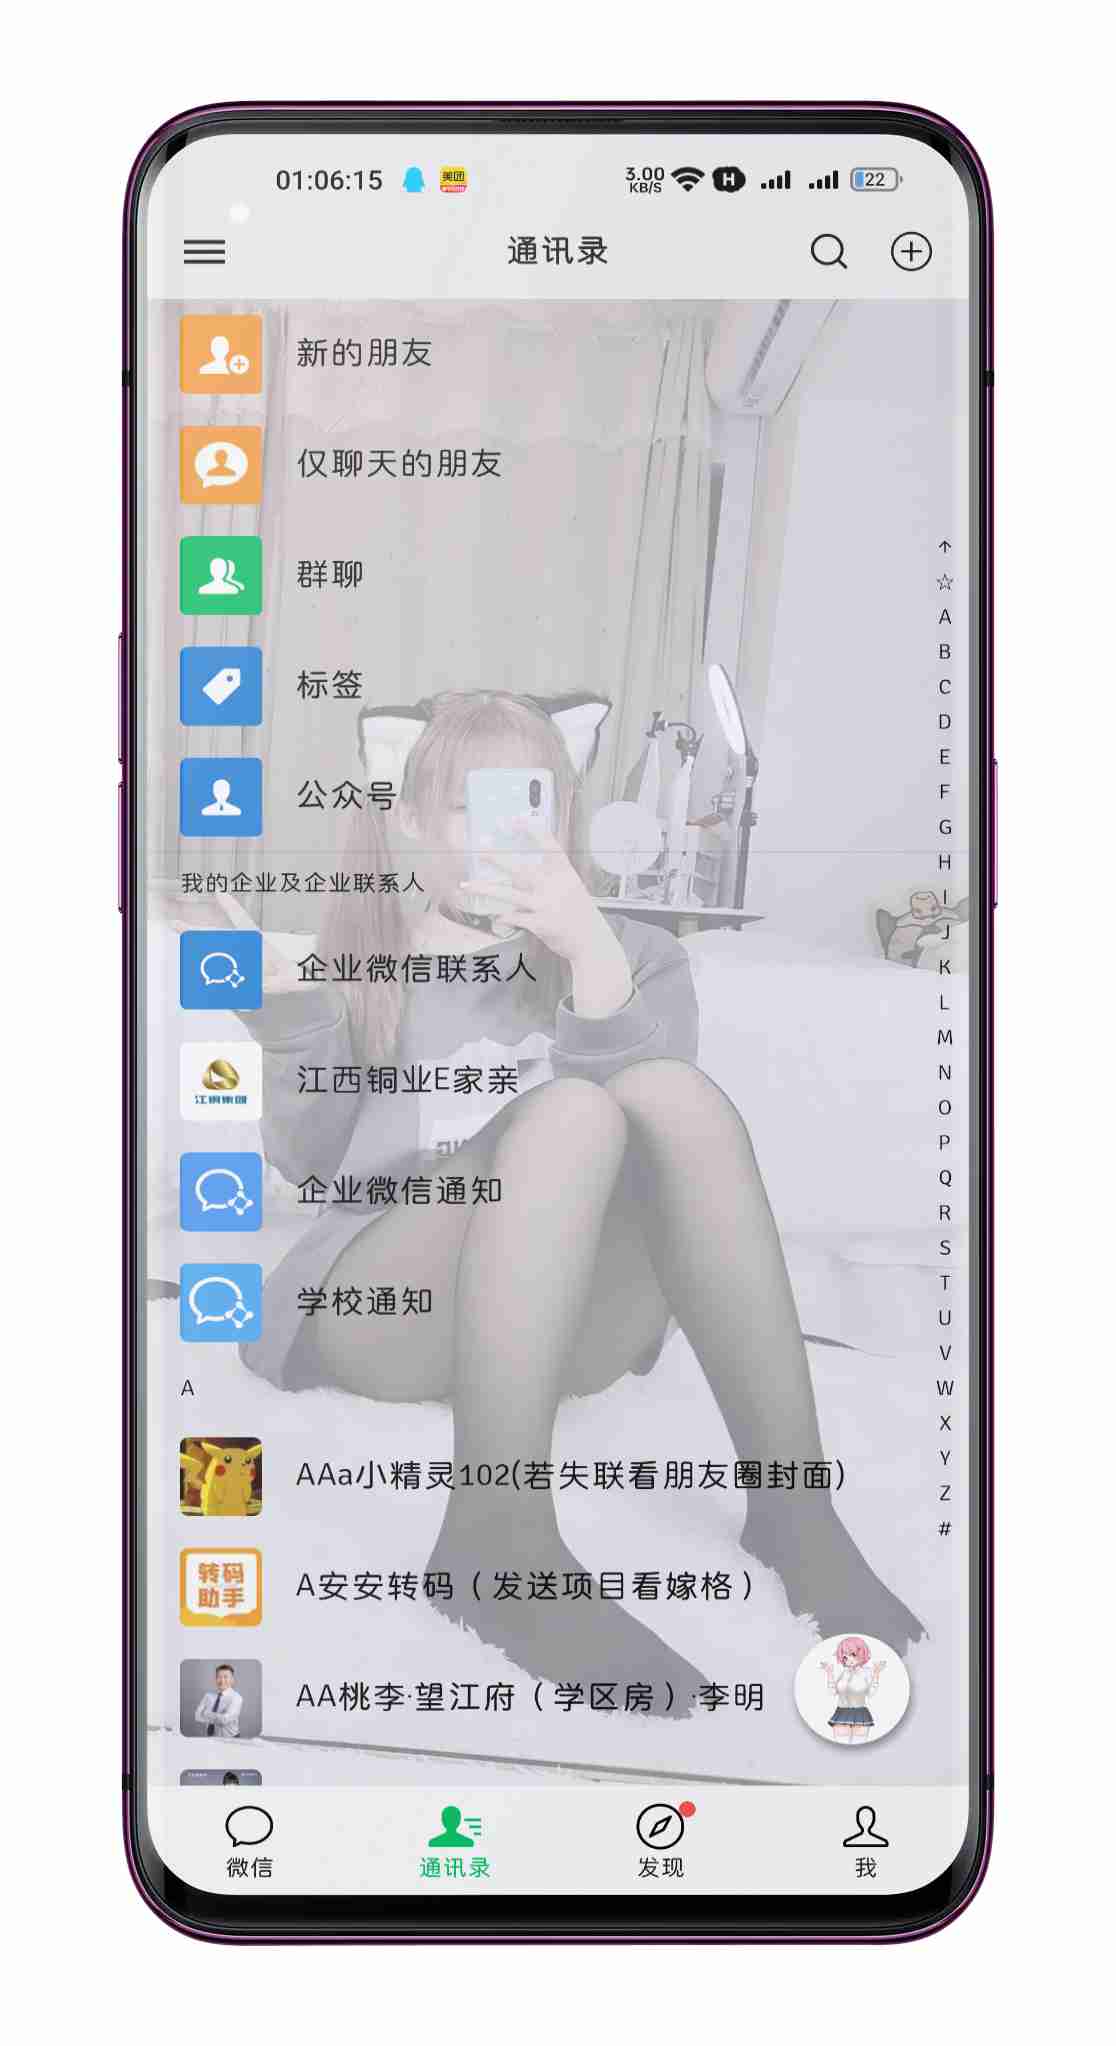 01:06:15
美团
3.00
KB/S
H
22
通讯录
新的朋友
仅聊天的朋友
群聊
标签
公众号
我的企业及企业联系人
企业微信联系人
江铜集团
江西铜业E家亲
企业微信通知
学校通知
A
AAa小精灵102(若失联看朋友圈封面)
转码
助手
A安安转码（发送项目看嫁格）
AA桃李·望江府（学区房）·李明
↑
☆
A
B
C
D
E
F
G
H
I
J
K
L
M
N
O
P
Q
R
S
T
U
V
W
X
Y
Z
#
微信
通讯录
发现
我